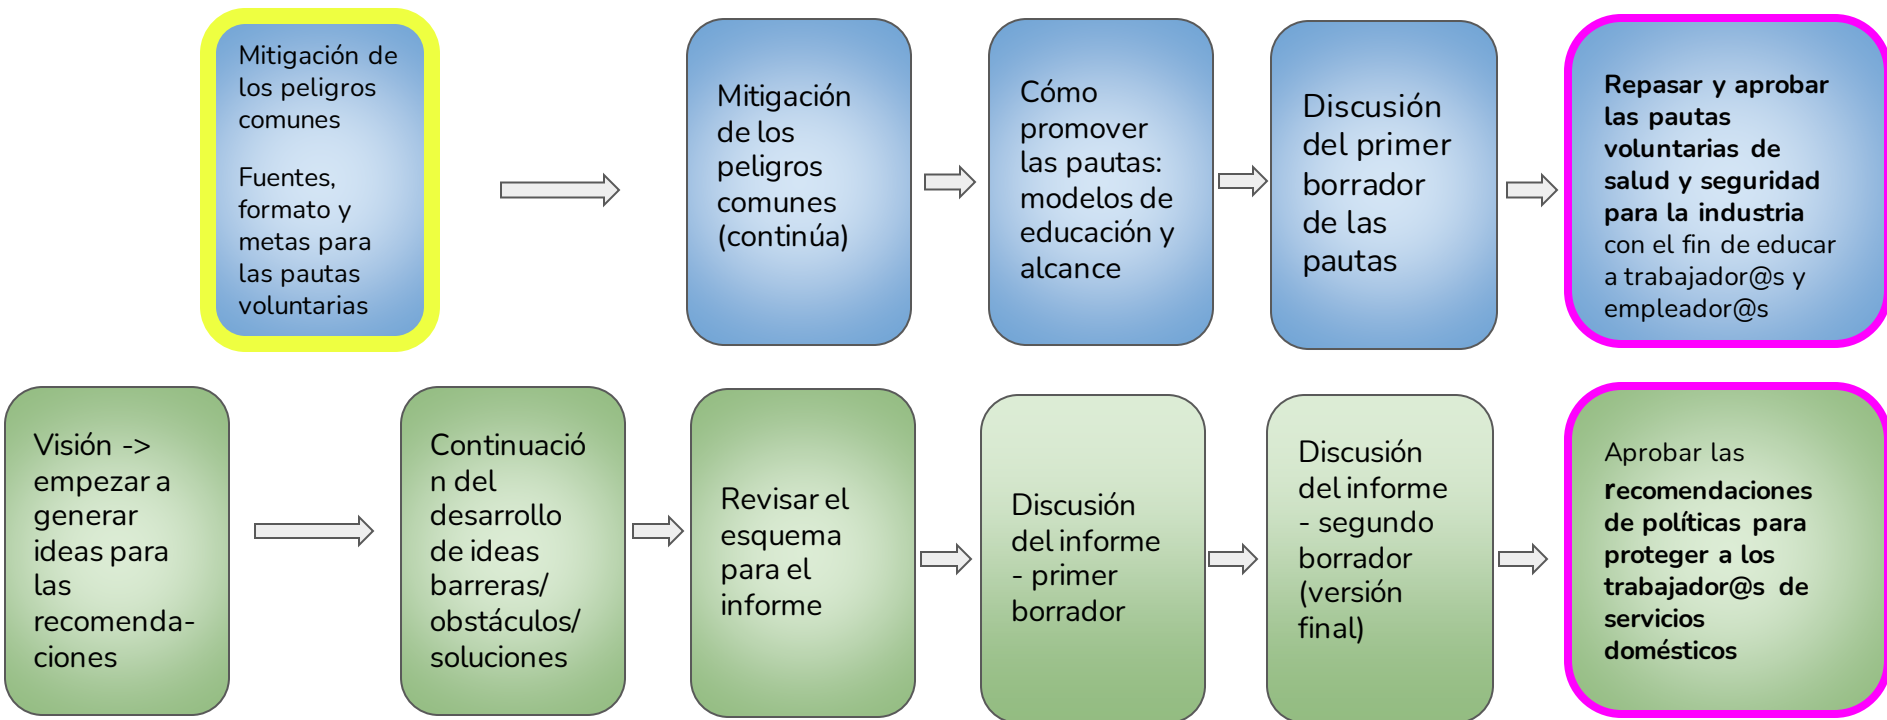 Mitigación de
los peligros
comunes
Fuentes,
formato y
metas para
las pautas
voluntarias
Mitigación
de los
peligros
comunes
(continúa)
Cómo
promover
las pautas:
modelos de
educación y
alcance
Discusión
del primer
borrador
de las
pautas
Repasar y aprobar
las pautas
voluntarias de
salud y seguridad
para la industria
con el fin de educar
a trabajador@s y
empleador@s
Visión ->
empezar a
generar
ideas para
las
recomenda-
ciones
Continuació
n del
desarrollo
de ideas
barreras/
obstáculos/
soluciones
Revisar el
esquema
para el
informe
Discusión
del informe
- primer
borrador
Discusión
del informe
- segundo
borrador
(versión
final)
Aprobar las
recomendaciones
de políticas para
proteger a los
trabajador@s de
servicios
domésticos